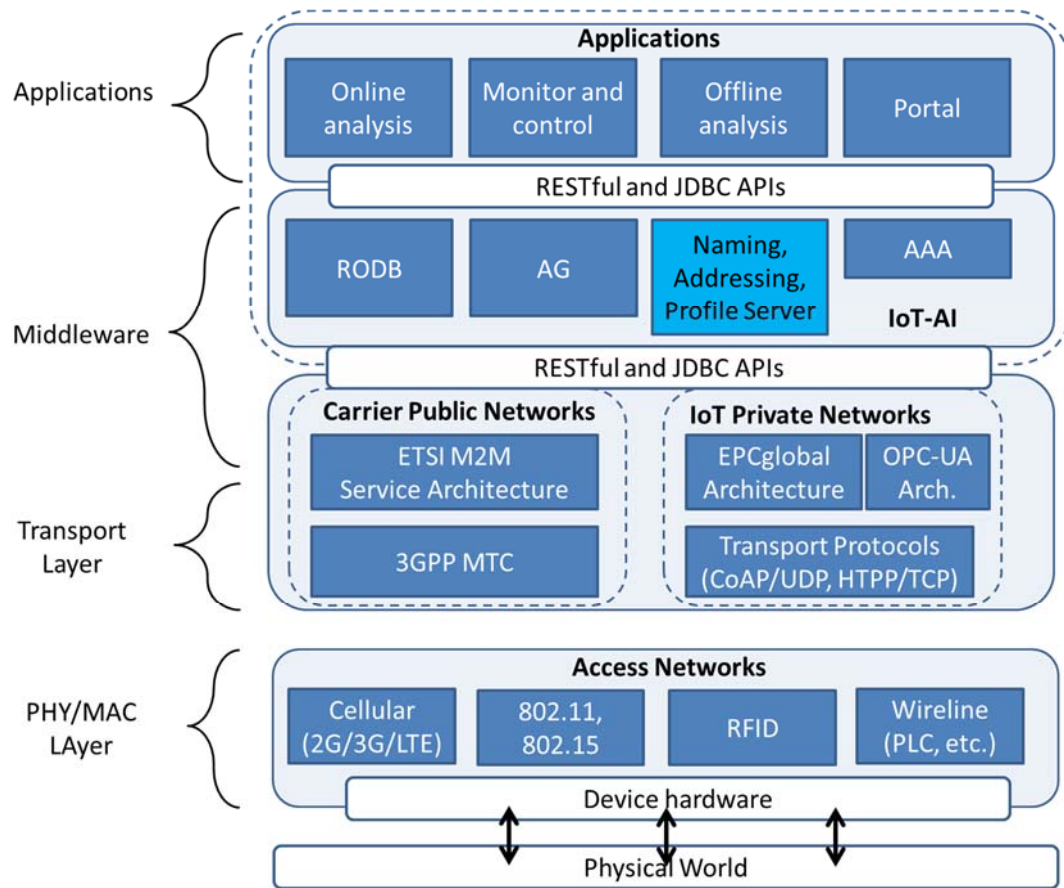 Applications
Applications
Online
analysis
Monitor and
control
Offline
analysis
Portal
RESTful and JDBC APIs
Middleware
RODB
AG
Naming,
Addressing,
Profile Server
AAA
IoT-AI
RESTful and JDBC APIs
Carrier Public Networks
IoT Private Networks
ETSI M2M
Service Architecture
EPCglobal
Architecture
OPC-UA
Arch.
Transport
Layer
3GPP MTC
Transport Protocols
(CoAP/UDP, HTPP/TCP)
PHY/MAC
LAyer
Access Networks
Cellular
(2G/3G/LTE)
802.11,
802.15
RFID
Wireline
(PLC, etc.)
Device hardware
Physical World